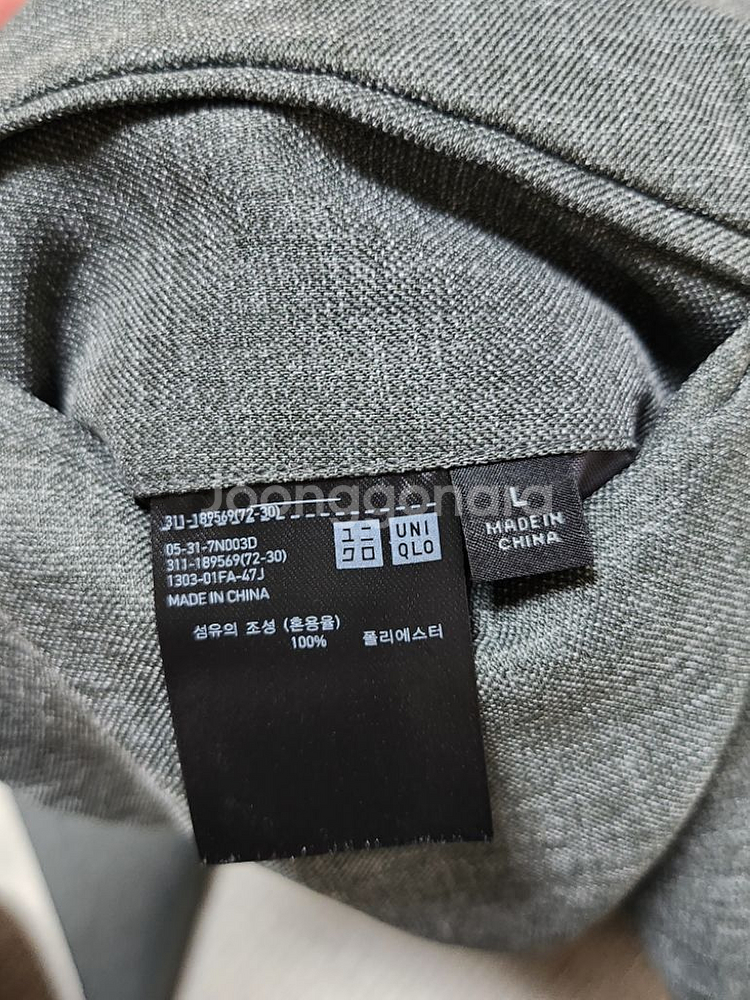 Joonggonara
311-189569(72-30)
ユニ
クロ
UNI
QLO
05-31-7N003D
311-189569(72-30)
1303-01FA-47J
MADE IN CHINA
섬유의 조성 (혼용율)
100% 폴리에스터
L
MADE IN
CHINA